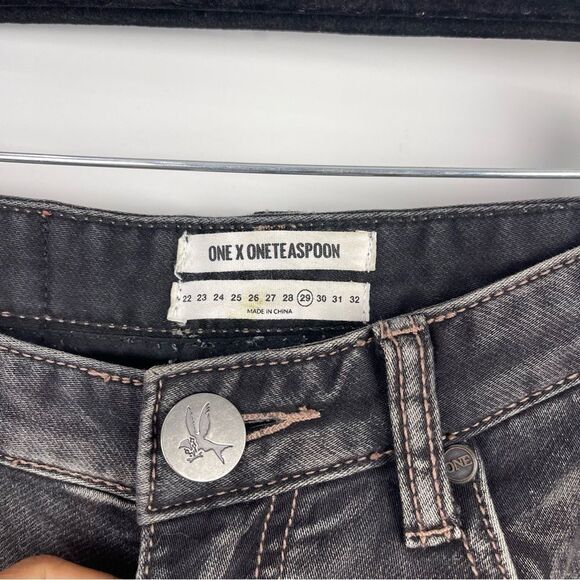 ONE X ONETEASPOON
22 23 24 25 26 27 28 29 30 31 32
MADE IN CHINA
ONE